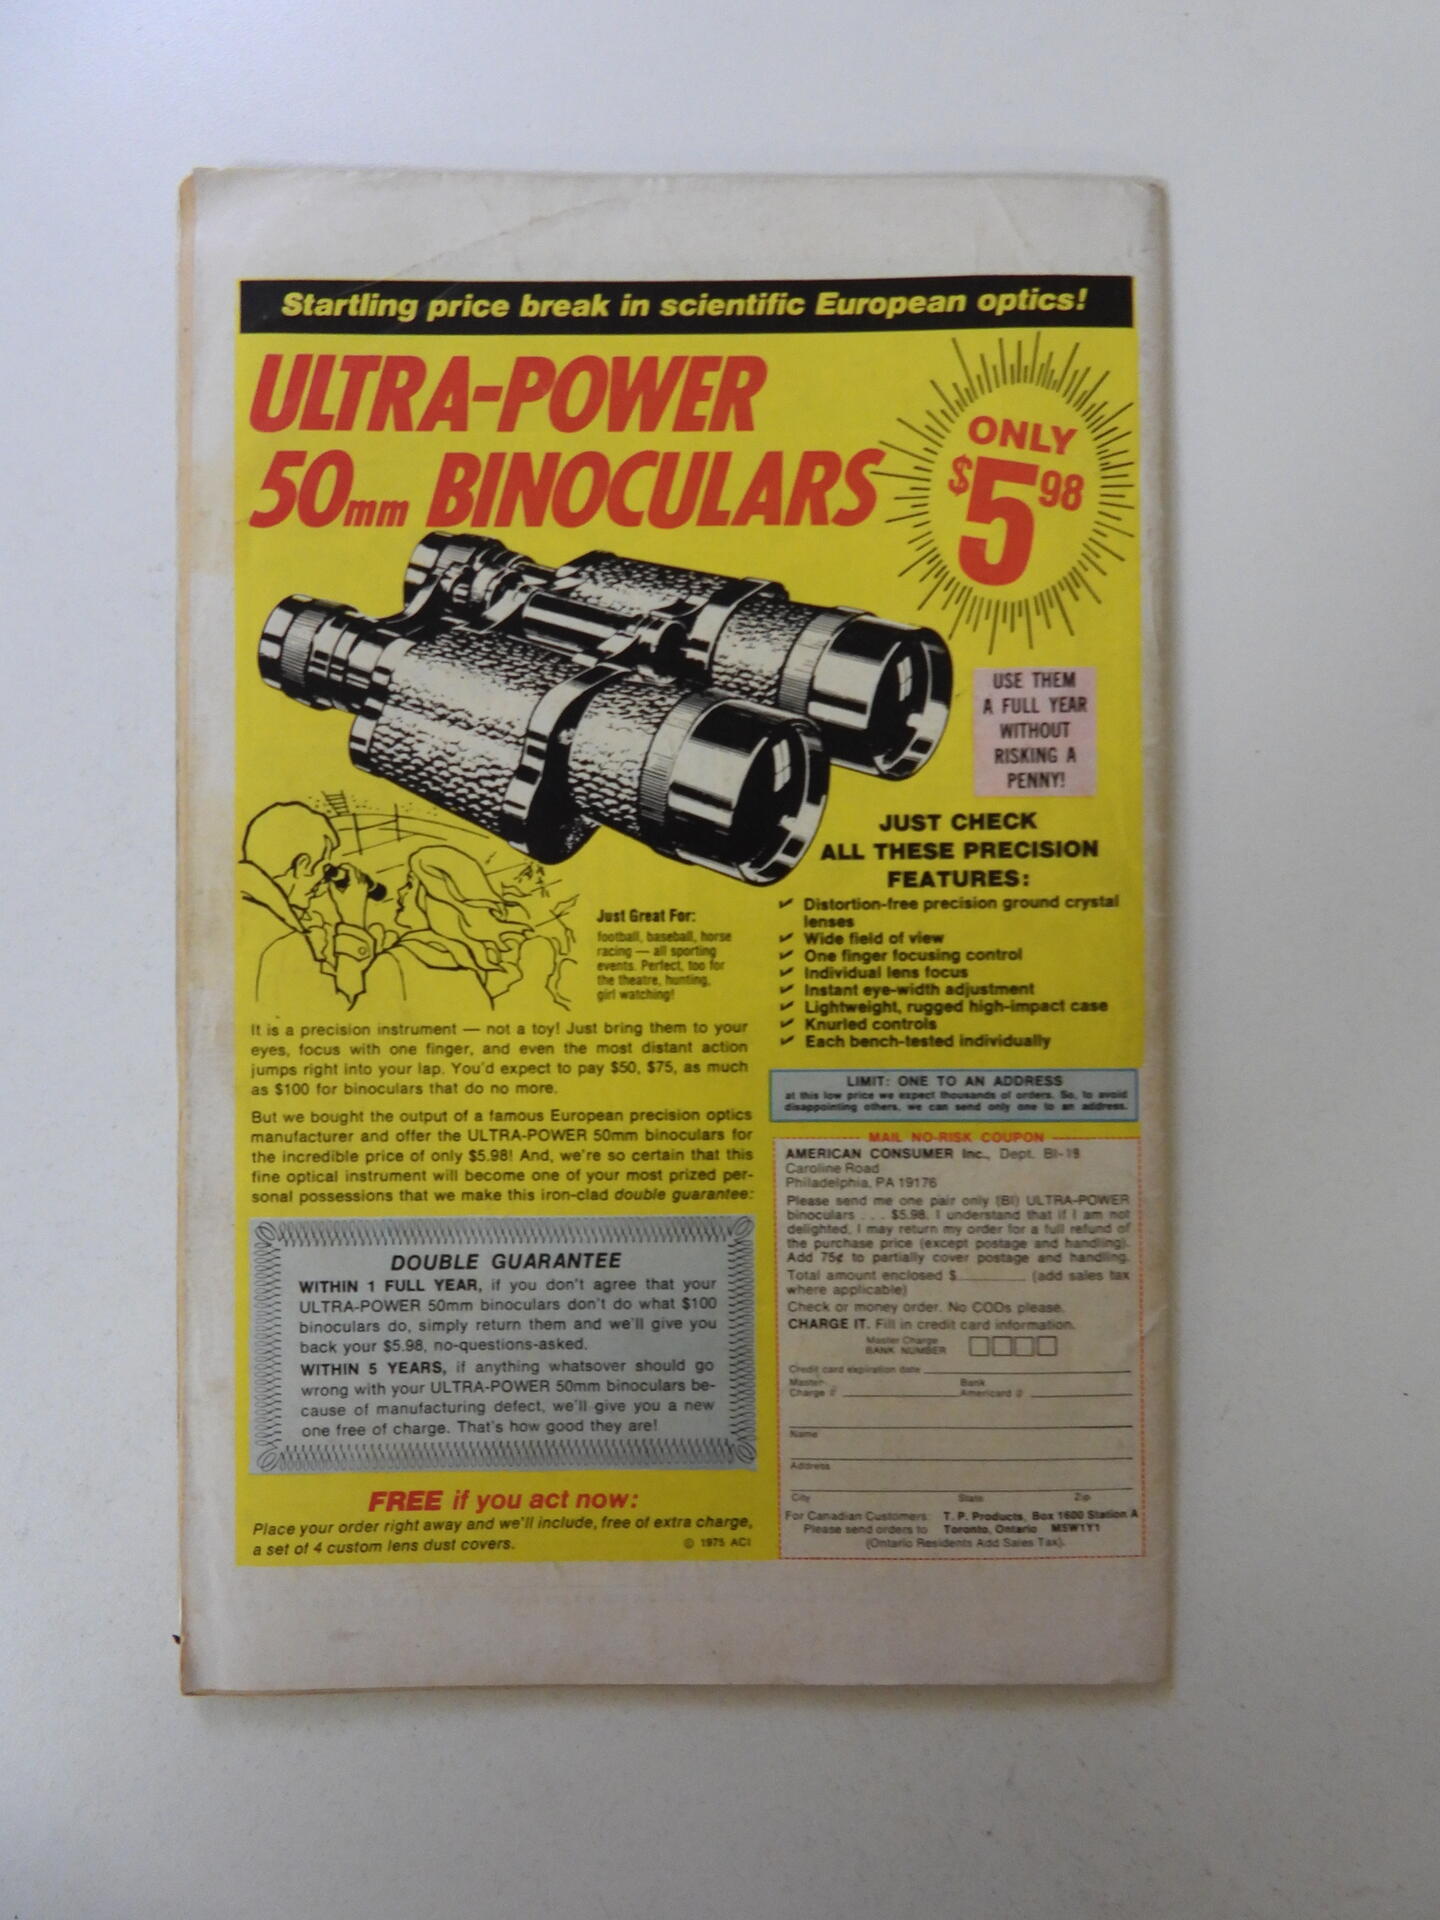 Startling price break in scientific European optics!
ULTRA-POWER
50mm BINOCULARS
ONLY
$5 98
USE THEM
A FULL YEAR
WITHOUT
RISKING A
PENNY!
JUST CHECK
ALL THESE PRECISION
FEATURES:
✓ Distortion-free precision ground crystal
lenses
✓ Wide field of view
✓ One finger focusing control
✓ Individual lens focus
✓ Instant eye-width adjustment
✓ Lightweight, rugged high-impact case
✓ Knurled controls
✓ Each bench-tested individually
Just Great For:
football, baseball, horse
racing — all sporting
events. Perfect, too for
the theatre, hunting,
girl watching!
It is a precision instrument — not a toy! Just bring them to your
eyes, focus with one finger, and even the most distant action
jumps right into your lap. You'd expect to pay $50, $75, as much
as $100 for binoculars that do no more.
But we bought the output of a famous European precision optics
manufacturer and offer the ULTRA-POWER 50mm binoculars for
the incredible price of only $5.98! And, we're so certain that this
fine optical instrument will become one of your most prized per-
sonal possessions that we make this iron-clad double guarantee:
DOUBLE GUARANTEE
WITHIN 1 FULL YEAR, if you don't agree that your
ULTRA-POWER 50mm binoculars don't do what $100
binoculars do, simply return them and we'll give you
back your $5.98, no-questions-asked.
WITHIN 5 YEARS, if anything whatsover should go
wrong with your ULTRA-POWER 50mm binoculars be-
cause of manufacturing defect, we'll give you a new
one free of charge. That's how good they are!
FREE if you act now:
Place your order right away and we'll include, free of extra charge,
a set of 4 custom lens dust covers.
© 1975 ACI
LIMIT: ONE TO AN ADDRESS
at this low price we expect thousands of orders. So, to avoid
disappointing others, we can send only one to an address.
MAIL NO-RISK COUPON
AMERICAN CONSUMER Inc., Dept. BI-19
Caroline Road
Philadelphia, PA 19176
Please send me one pair only (BI) ULTRA-POWER
binoculars . . . $5.98. I understand that if I am not
delighted, I may return my order for a full refund of
the purchase price (except postage and handling).
Add 75¢ to partially cover postage and handling.
Total amount enclosed $________ (add sales tax
where applicable)
Check or money order. No CODs please.
CHARGE IT. Fill in credit card information.
Master Charge
BANK NUMBER
Credit card expiration date
Master Bank
Charge # Americard #
Name
Address
City State Zip
For Canadian Customers: T. P. Products, Box 1600 Station A
Please send orders to Toronto, Ontario M5W1Y1
(Ontario Residents Add Sales Tax).